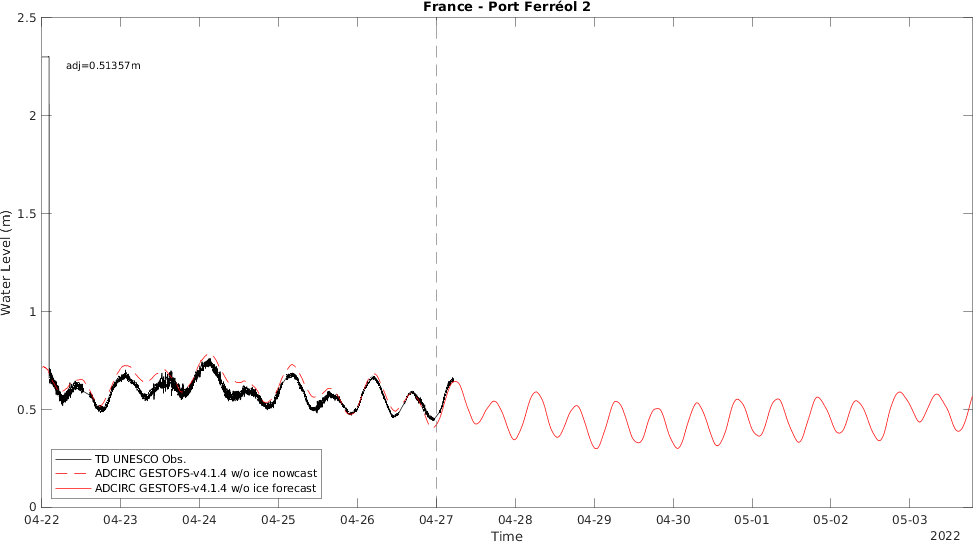 France - Port Ferréol 2
2.5
adj=0.51357m
2
1.5
Water Level (m)
1
0.5
TD UNESCO Obs.
ADCIRC GESTOFS-v4.1.4 w/o ice nowcast
ADCIRC GESTOFS-v4.1.4 w/o ice forecast
0
04-22 04-23 04-24 04-25 04-26 04-27 04-28 04-29 04-30 05-01 05-02 05-03
Time
2022